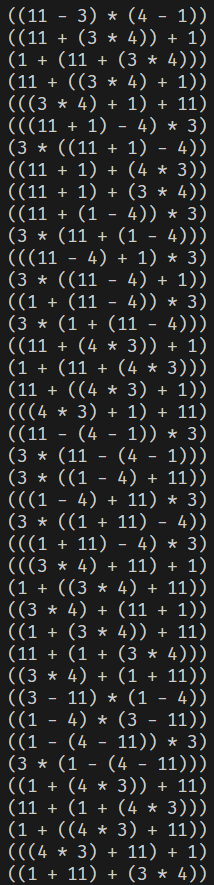 ((11 - 3) * (4 - 1))
((11 + (3 * 4)) + 1)
(1 + (11 + (3 * 4)))
(11 + ((3 * 4) + 1))
(((3 * 4) + 1) + 11)
(((11 + 1) - 4) * 3)
(3 * ((11 + 1) - 4))
((11 + 1) + (4 * 3))
((11 + 1) + (3 * 4))
((11 + (1 - 4)) * 3)
(3 * (11 + (1 - 4)))
(((11 - 4) + 1) * 3)
(3 * ((11 - 4) + 1))
((1 + (11 - 4)) * 3)
(3 * (1 + (11 - 4)))
((11 + (4 * 3)) + 1)
(1 + (11 + (4 * 3)))
(11 + ((4 * 3) + 1))
(((4 * 3) + 1) + 11)
((11 - (4 - 1)) * 3)
(3 * (11 - (4 - 1)))
(3 * ((1 - 4) + 11))
(((1 - 4) + 11) * 3)
(3 * ((1 + 11) - 4))
(((1 + 11) - 4) * 3)
(((3 * 4) + 11) + 1)
(1 + ((3 * 4) + 11))
((3 * 4) + (11 + 1))
((1 + (3 * 4)) + 11)
(11 + (1 + (3 * 4)))
((3 * 4) + (1 + 11))
((3 - 11) * (1 - 4))
((1 - 4) * (3 - 11))
((1 - (4 - 11)) * 3)
(3 * (1 - (4 - 11)))
((1 + (4 * 3)) + 11)
(11 + (1 + (4 * 3)))
(1 + ((4 * 3) + 11))
(((4 * 3) + 11) + 1)
((1 + 11) + (3 * 4))